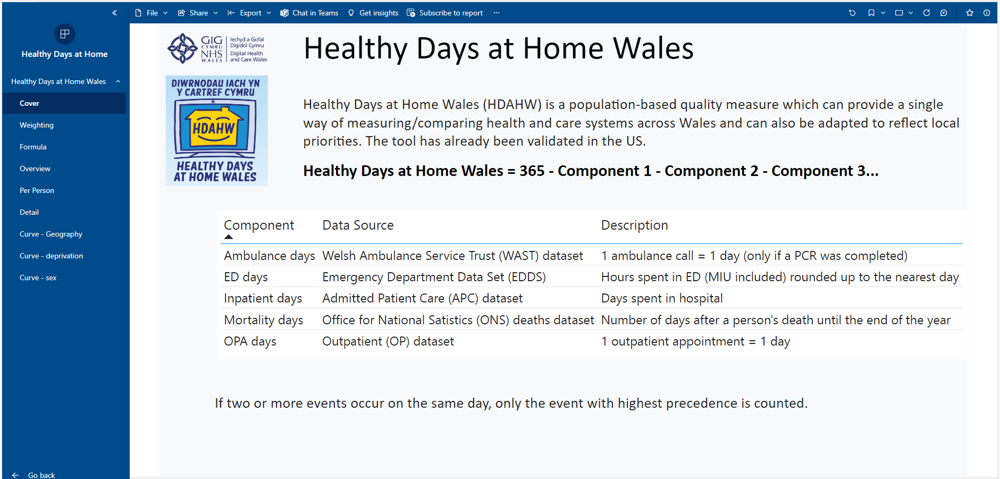 File
Share
Export
Chat in Teams
Get insights
Subscribe to report
Healthy Days at Home
Healthy Days at Home Wales
Cover
Weighting
Formula
Overview
Per Person
Detail
Curve - Geography
Curve - deprivation
Curve - sex
Go back
GIG
CYMRU
NHS
WALES
Iechyd a Gofal
Digidol Cymru
Digital Health
and Care Wales
DIWRNODAU IACH YN
Y CARTREF CYMRU
HDAHW
HEALTHY DAYS
AT HOME WALES
Healthy Days at Home Wales
Healthy Days at Home Wales (HDAHW) is a population-based quality measure which can provide a single
way of measuring/comparing health and care systems across Wales and can also be adapted to reflect local
priorities. The tool has already been validated in the US.
Healthy Days at Home Wales = 365 - Component 1 - Component 2 - Component 3...
Component Data Source Description
Ambulance days Welsh Ambulance Service Trust (WAST) dataset 1 ambulance call = 1 day (only if a PCR was completed)
ED days Emergency Department Data Set (EDDS) Hours spent in ED (MIU included) rounded up to the nearest day
Inpatient days Admitted Patient Care (APC) dataset Days spent in hospital
Mortality days Office for National Satistics (ONS) deaths dataset Number of days after a person's death until the end of the year
OPA days Outpatient (OP) dataset 1 outpatient appointment = 1 day
If two or more events occur on the same day, only the event with highest precedence is counted.